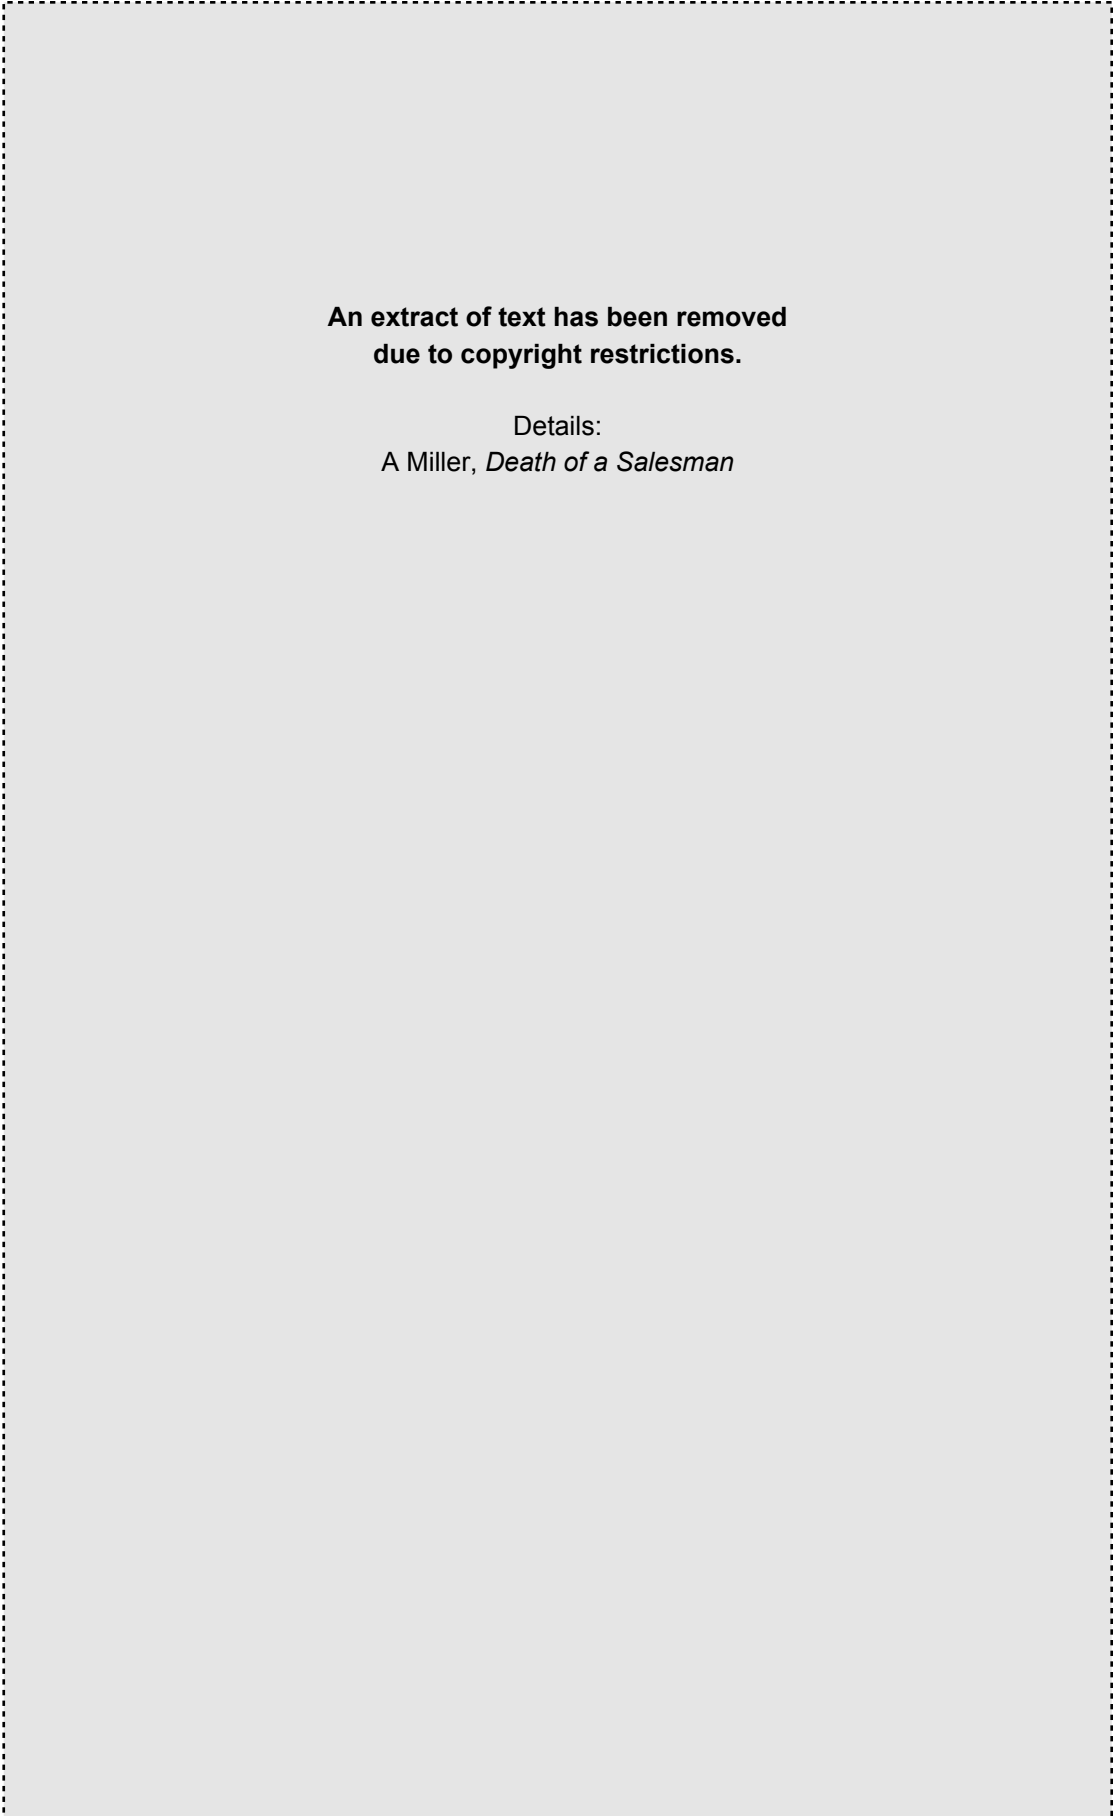 An extract of text has been removed
due to copyright restrictions.
Details:
A Miller, Death of a Salesman